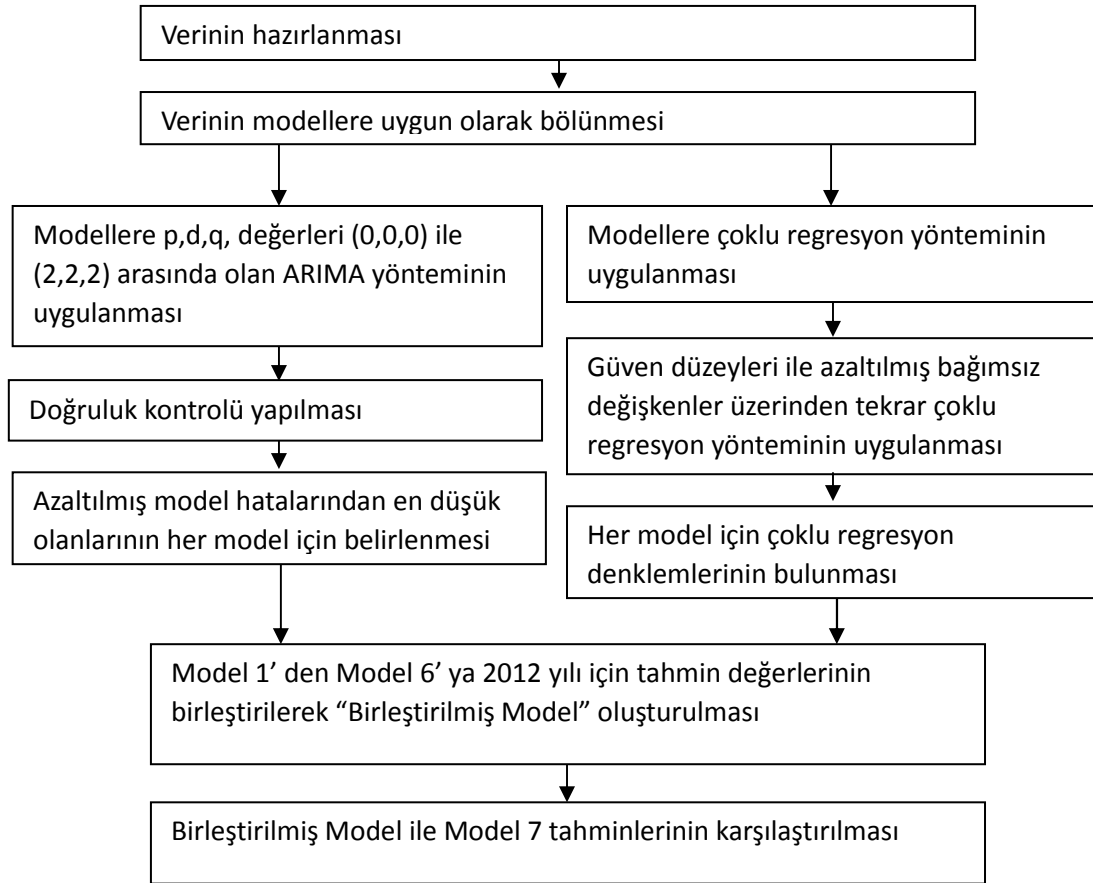 Verinin hazırlanması
Verinin modellere uygun olarak bölünmesi
Modellere p,d,q, değerleri (0,0,0) ile
(2,2,2) arasında olan ARIMA yönteminin
uygulanması
Doğruluk kontrolü yapılması
Azaltılmış model hatalarından en düşük
olanlarının her model için belirlenmesi
Modellere çoklu regresyon yönteminin
uygulanması
Güven düzeyleri ile azaltılmış bağımsız
değişkenler üzerinden tekrar çoklu
regresyon yönteminin uygulanması
Her model için çoklu regresyon
denklemlerinin bulunması
Model 1’ den Model 6’ ya 2012 yılı için tahmin değerlerinin
birleştirilerek “Birleştirilmiş Model” oluşturulması
Birleştirilmiş Model ile Model 7 tahminlerinin karşılaştırılması